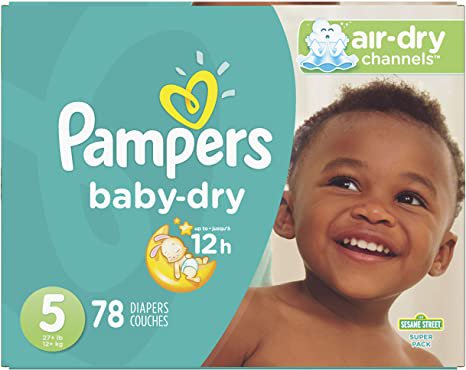 air-dry
channels™
Pampers
baby-dry
up to • jusqu'à
12h
5
27+ lb
12+ kg
78 DIAPERS
COUCHES
SESAME STREET
SUPER
PACK